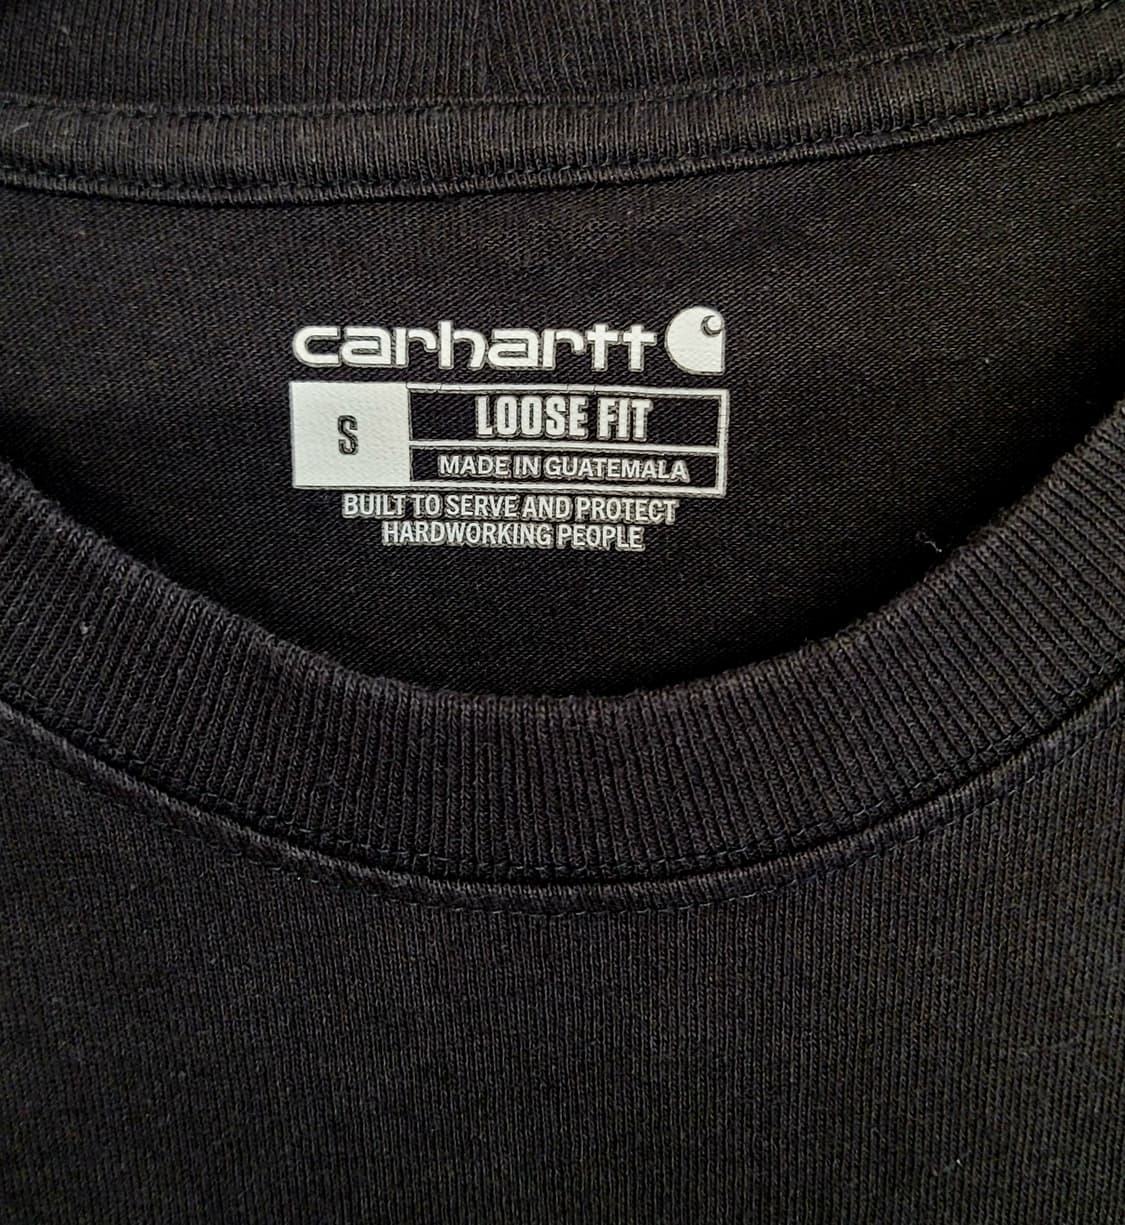 carhartt
S
LOOSE FIT
MADE IN GUATEMALA
BUILT TO SERVE AND PROTECT
HARDWORKING PEOPLE